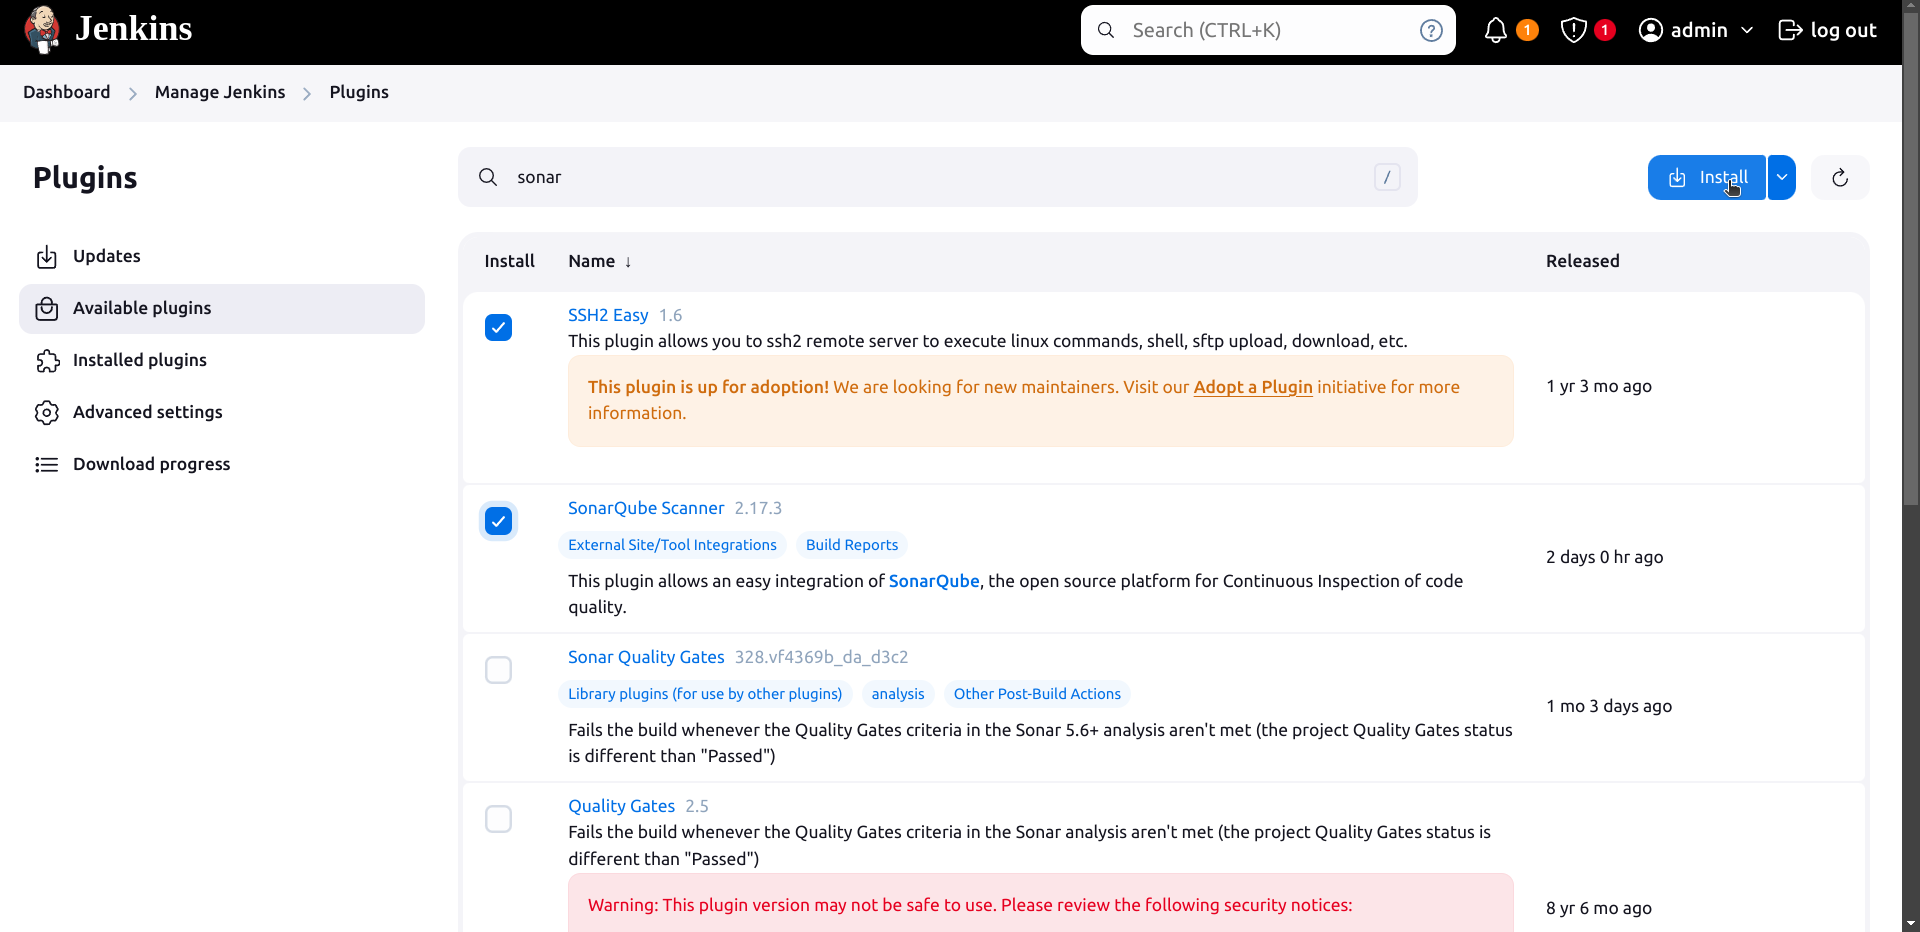 Jenkins
Search (CTRL+K)
?
1
1
admin
log out
Dashboard
Manage Jenkins
Plugins
Plugins
sonar
/
Install
Updates
Available plugins
Installed plugins
Advanced settings
Download progress
Install
Name ↓
Released
SSH2 Easy 1.6
This plugin allows you to ssh2 remote server to execute linux commands, shell, sftp upload, download, etc.
This plugin is up for adoption! We are looking for new maintainers. Visit our Adopt a Plugin initiative for more
information.
1 yr 3 mo ago
SonarQube Scanner 2.17.3
External Site/Tool Integrations
Build Reports
This plugin allows an easy integration of SonarQube, the open source platform for Continuous Inspection of code
quality.
2 days 0 hr ago
Sonar Quality Gates 328.vf4369b_da_d3c2
Library plugins (for use by other plugins)
analysis
Other Post-Build Actions
Fails the build whenever the Quality Gates criteria in the Sonar 5.6+ analysis aren't met (the project Quality Gates status
is different than "Passed")
1 mo 3 days ago
Quality Gates 2.5
Fails the build whenever the Quality Gates criteria in the Sonar analysis aren't met (the project Quality Gates status is
different than "Passed")
Warning: This plugin version may not be safe to use. Please review the following security notices:
8 yr 6 mo ago